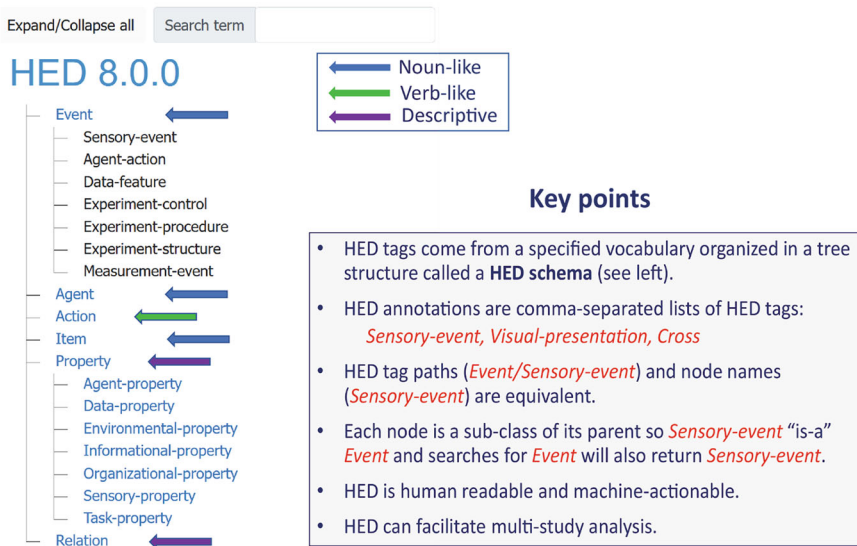 Expand/Collapse all
Search term
HED 8.0.0
Event
Sensory-event
Agent-action
Data-feature
Experiment-control
Experiment-procedure
Experiment-structure
Measurement-event
Agent
Action
Item
Property
Agent-property
Data-property
Environmental-property
Informational-property
Organizational-property
Sensory-property
Task-property
Relation
Noun-like
Verb-like
Descriptive
Key points
• HED tags come from a specified vocabulary organized in a tree
structure called a HED schema (see left).
• HED annotations are comma-separated lists of HED tags:
Sensory-event, Visual-presentation, Cross
• HED tag paths (Event/Sensory-event) and node names
(Sensory-event) are equivalent.
• Each node is a sub-class of its parent so Sensory-event “is-a”
Event and searches for Event will also return Sensory-event.
• HED is human readable and machine-actionable.
• HED can facilitate multi-study analysis.